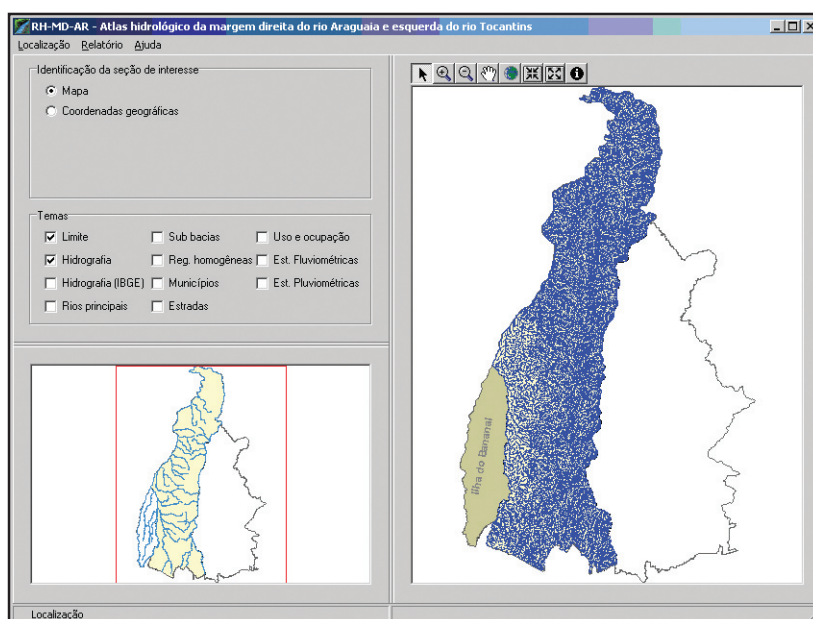 RH-MD-AR - Atlas hidrológico da margem direita do rio Araguaia e esquerda do rio Tocantins
Localização Relatório Ajuda
Identificação da seção de interesse
Mapa
Coordenadas geográficas
Temas
Limite Sub bacias Uso e ocupação
Hidrografia Reg. homogêneas Est. Fluviométricas
Hidrografia (IBGE) Municípios Est. Pluviométricas
Rios principais Estradas
Ilha do Bananal
Localização